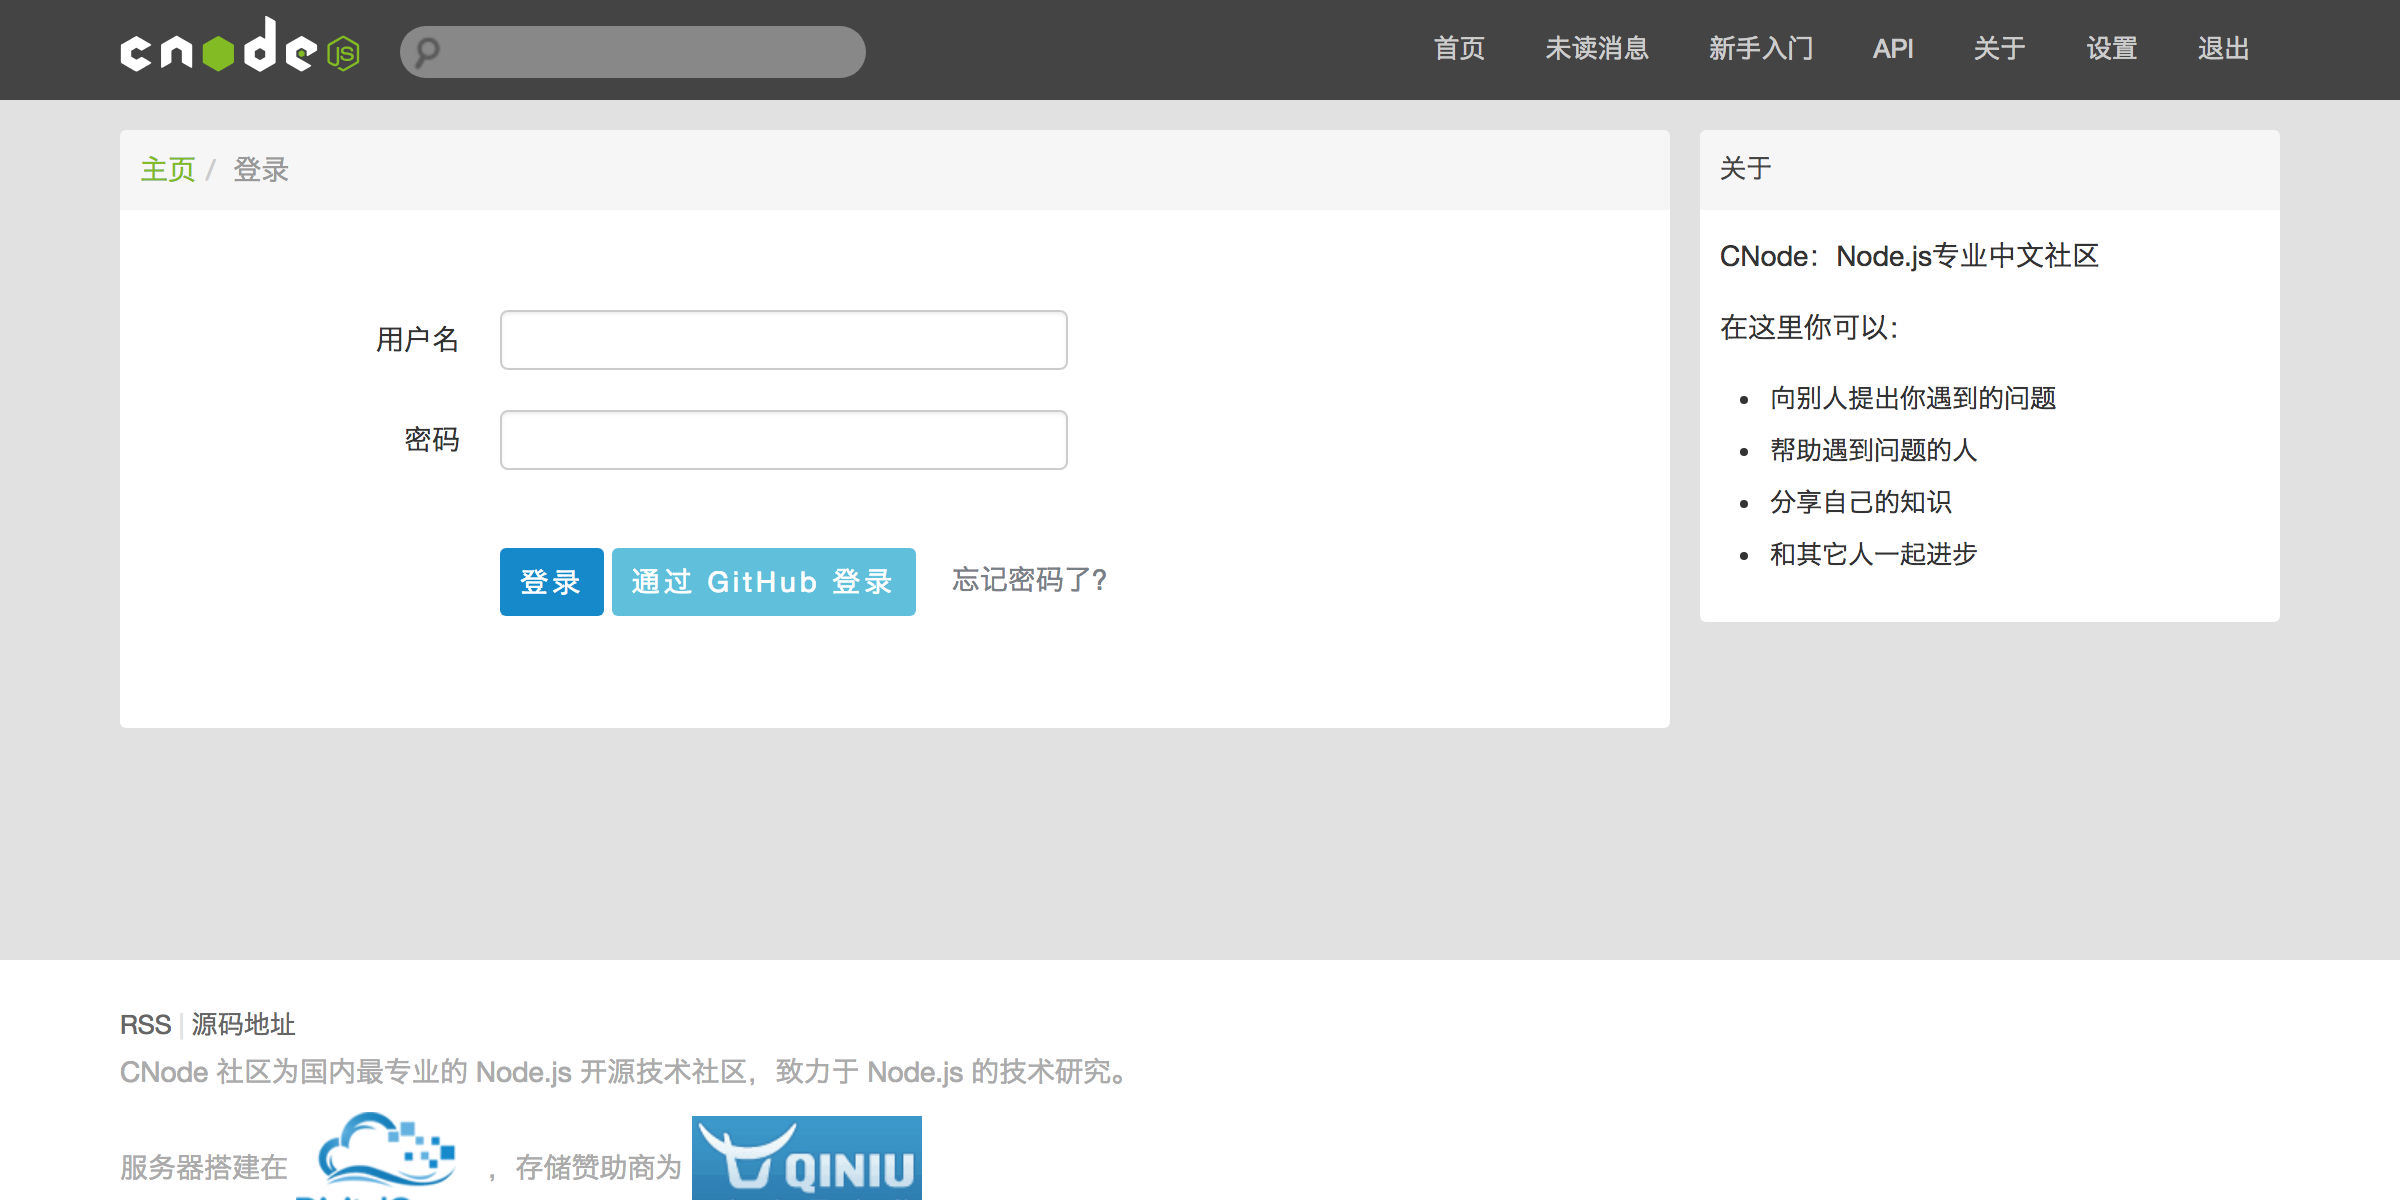 cnode JS
首页 未读消息 新手入门 API 关于 设置 退出
主页 / 登录
用户名
密码
登录 通过 GitHub 登录 忘记密码了?
关于
CNode：Node.js专业中文社区
在这里你可以：
向别人提出你遇到的问题
帮助遇到问题的人
分享自己的知识
和其它人一起进步
RSS | 源码地址
CNode 社区为国内最专业的 Node.js 开源技术社区，致力于 Node.js 的技术研究。
服务器搭建在 ，存储赞助商为 QINIU